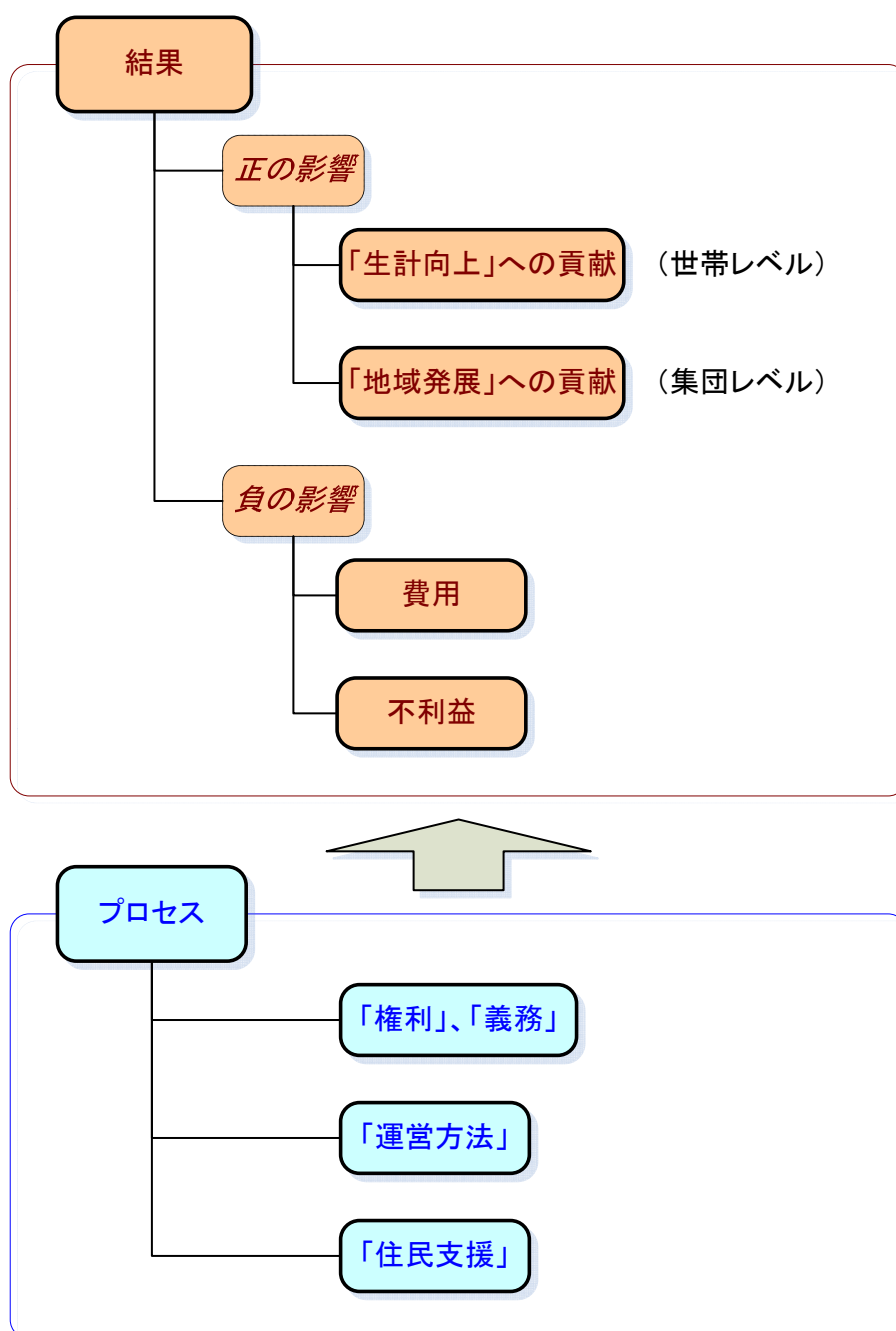 結果
正の影響
「生計向上」への貢献 （世帯レベル）
「地域発展」への貢献 （集団レベル）
負の影響
費用
不利益
プロセス
「権利」、「義務」
「運営方法」
「住民支援」